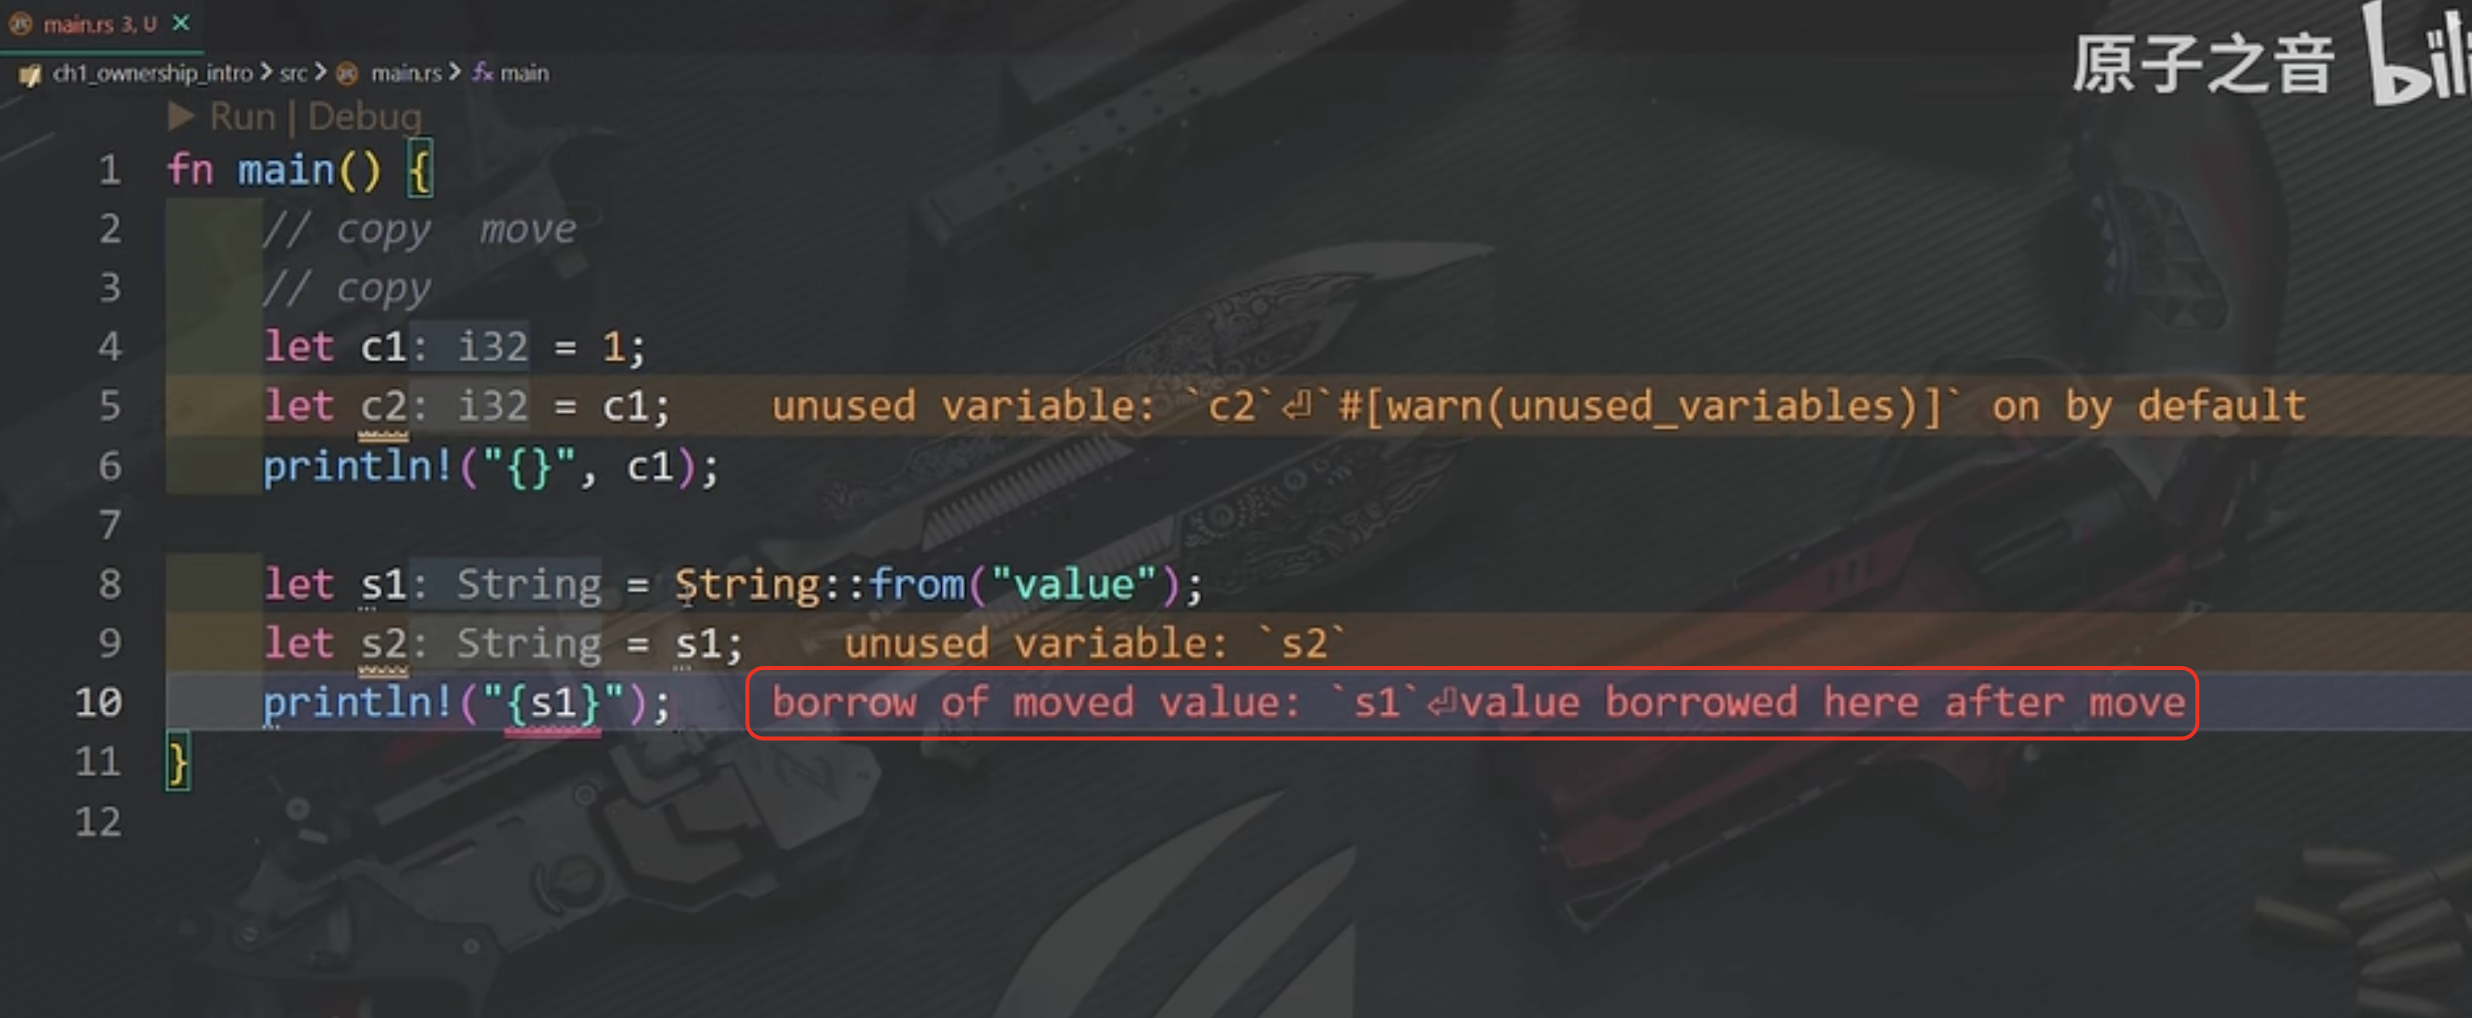 main.rs 3, U ×
ch1_ownership_intro > src > main.rs > main
原子之音
Run | Debug
1 fn main() {
2 // copy  move
3 // copy
4 let c1: i32 = 1;
5 let c2: i32 = c1; unused variable: `c2`⏎`#[warn(unused_variables)]` on by default
6 println!("{}", c1);
7
8 let s1: String = String::from("value");
9 let s2: String = s1; unused variable: `s2`
10 println!("{s1}"); borrow of moved value: `s1`⏎value borrowed here after move
11 }
12